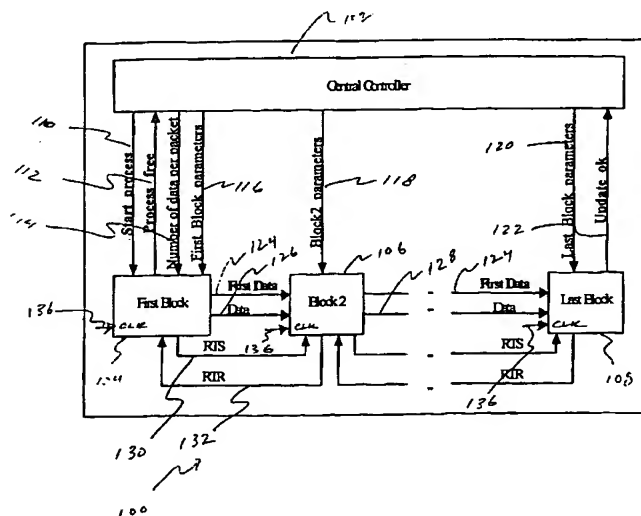 102
Central Controller
110
112
114
Start process
Process free
Number of data per packet
First Block parameters
116
Block2 parameters
118
120
122
Last Block parameters
Update ok
124
126
106
128
124
First Data
First Data
First Block
Block 2
Last Block
Data
Data
136
CLK
136
CLK
136
CLK
104
RTS
RTS
108
RTR
RTR
130
132
100